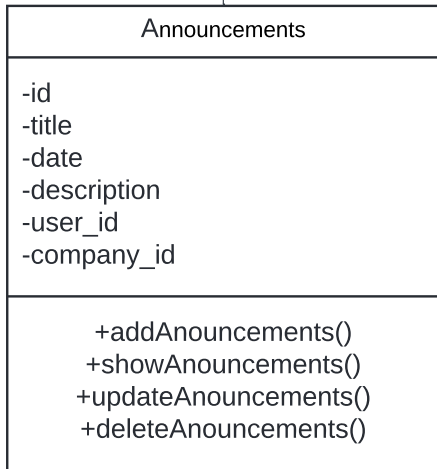 Announcements
-id
-title
-date
-description
-user_id
-company_id
+addAnouncements()
+showAnouncements()
+updateAnouncements()
+deleteAnouncements()